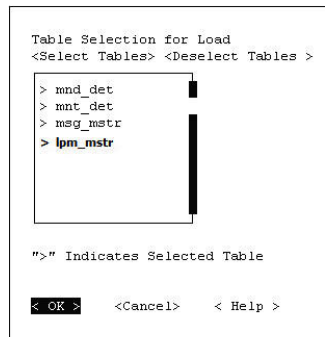 Table Selection for Load
<Select Tables> <Deselect Tables >
> mnd_det
> mnt_det
> msg_mstr
> lpm_mstr
">" Indicates Selected Table
< OK > <Cancel> < Help >